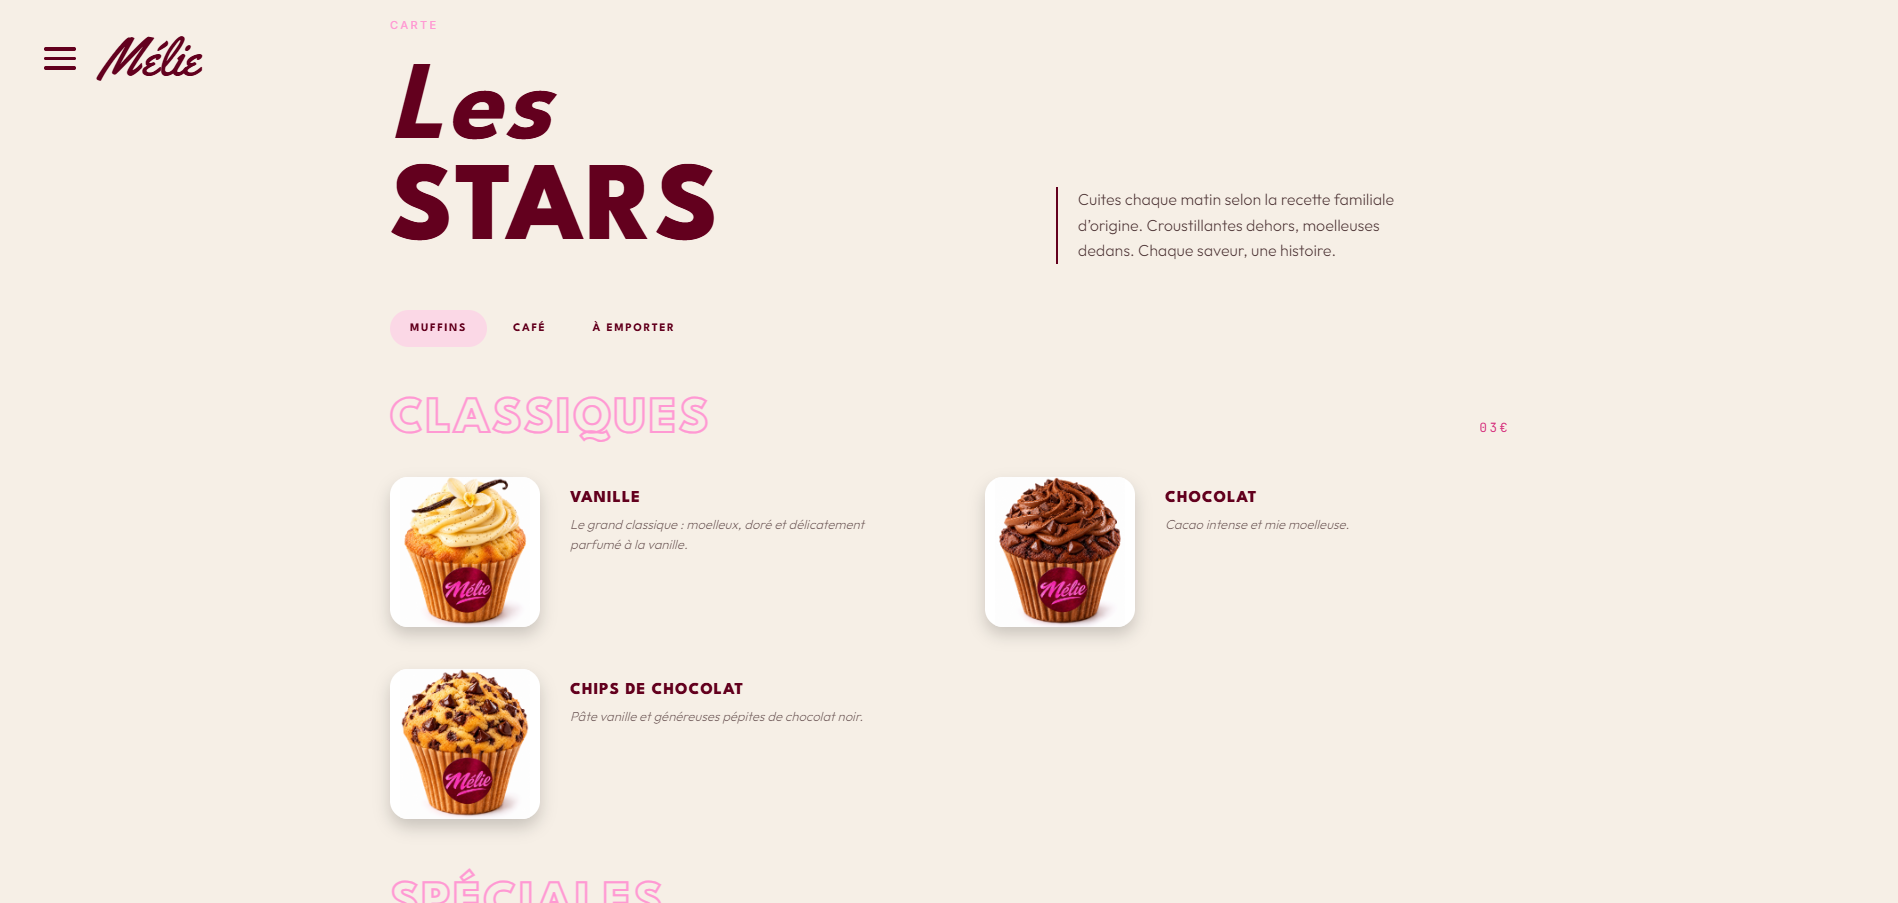 CARTE
Mélie
Les
STARS
Cuites chaque matin selon la recette familiale
d’origine. Croustillantes dehors, moelleuses
dedans. Chaque saveur, une histoire.
MUFFINS
CAFÉ
À EMPORTER
CLASSIQUES
03€
VANILLE
Le grand classique : moelleux, doré et délicatement
parfumé à la vanille.
Mélie
CHOCOLAT
Cacao intense et mie moelleuse.
Mélie
CHIPS DE CHOCOLAT
Pâte vanille et généreuses pépites de chocolat noir.
Mélie
SPÉCIALES